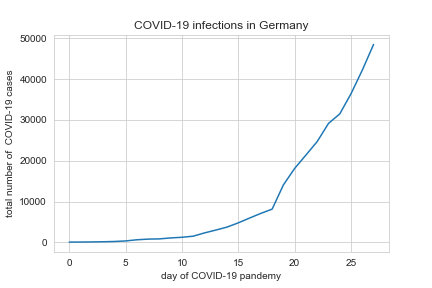 COVID-19 infections in Germany
50000
40000
30000
20000
10000
0
total number of COVID-19 cases
0 5 10 15 20 25
day of COVID-19 pandemy